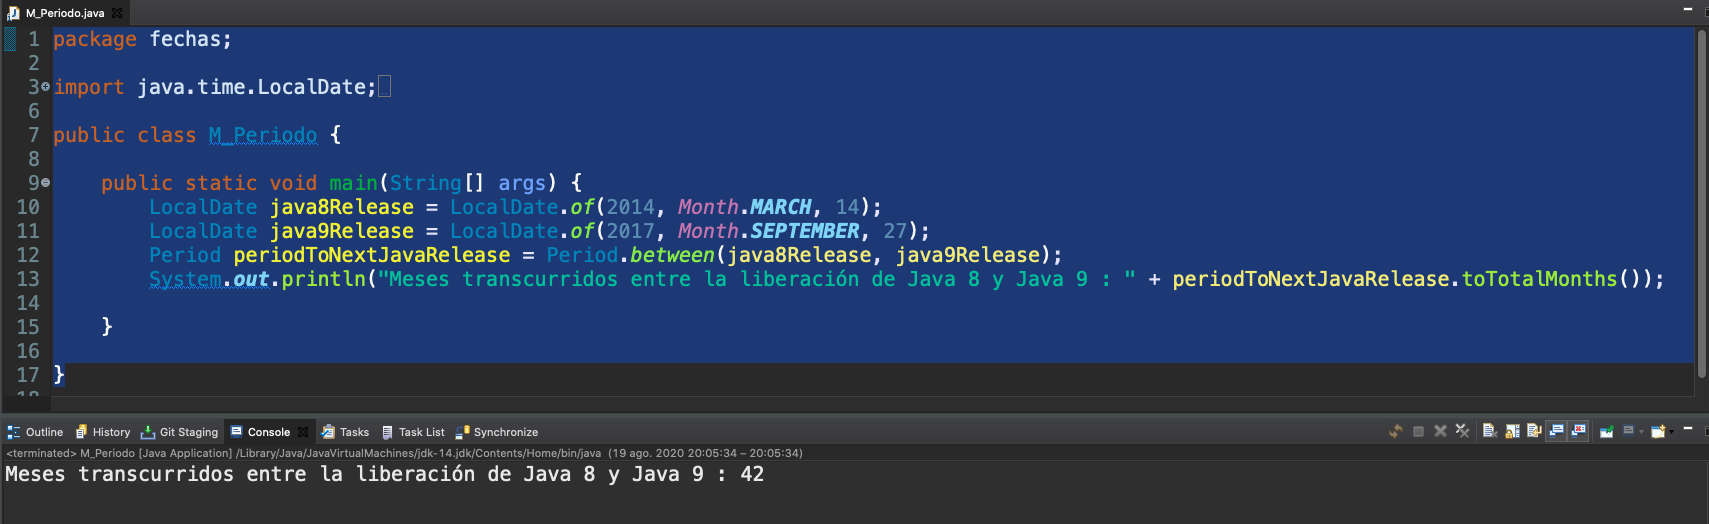 M_Periodo.java
1 package fechas;
2
3 import java.time.LocalDate;
6
7 public class M_Periodo {
8
9 public static void main(String[] args) {
10 LocalDate java8Release = LocalDate.of(2014, Month.MARCH, 14);
11 LocalDate java9Release = LocalDate.of(2017, Month.SEPTEMBER, 27);
12 Period periodToNextJavaRelease = Period.between(java8Release, java9Release);
13 System.out.println("Meses transcurridos entre la liberación de Java 8 y Java 9 : " + periodToNextJavaRelease.toTotalMonths());
14
15 }
16
17 }
18
Outline History Git Staging Console Tasks Task List Synchronize
<terminated> M_Periodo [Java Application] /Library/Java/JavaVirtualMachines/jdk-14.jdk/Contents/Home/bin/java (19 ago. 2020 20:05:34 – 20:05:34)
Meses transcurridos entre la liberación de Java 8 y Java 9 : 42